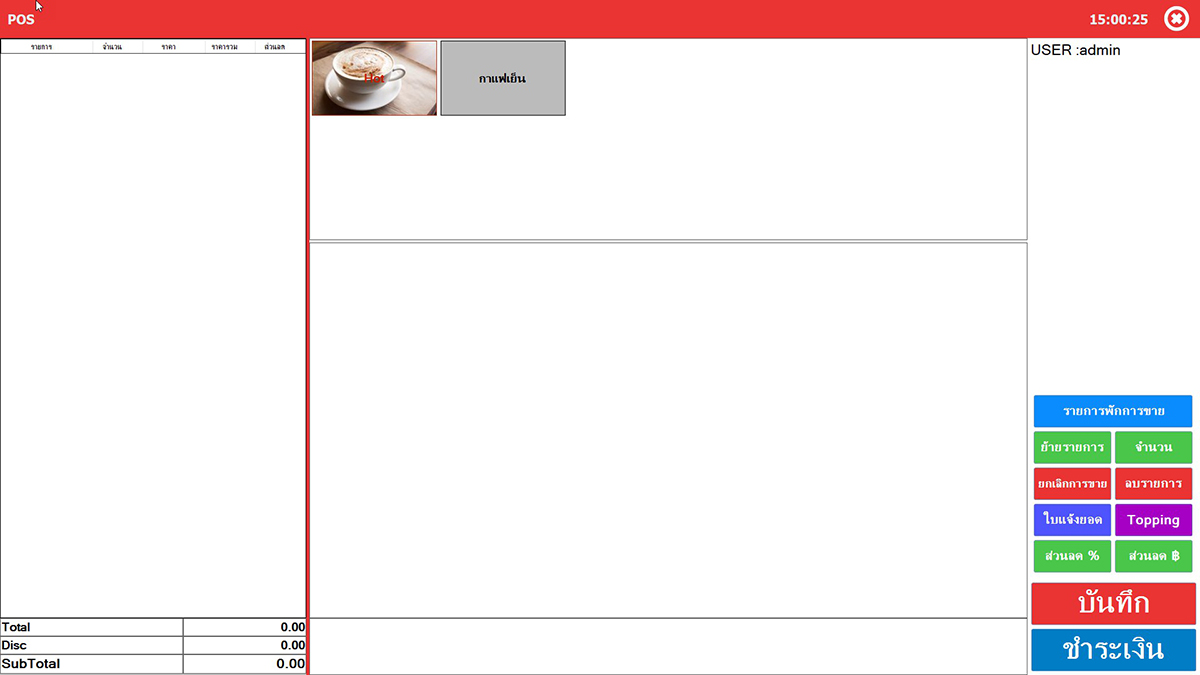 POS
15:00:25
รายการ จำนวน ราคา ราคารวม ส่วนลด
Hot
กาแฟเย็น
USER :admin
รายการพักการขาย
ย้ายรายการ จำนวน
ยกเลิกการขาย ลบรายการ
ใบแจ้งยอด Topping
ส่วนลด % ส่วนลด ฿
บันทึก
ชำระเงิน
Total 0.00
Disc 0.00
SubTotal 0.00